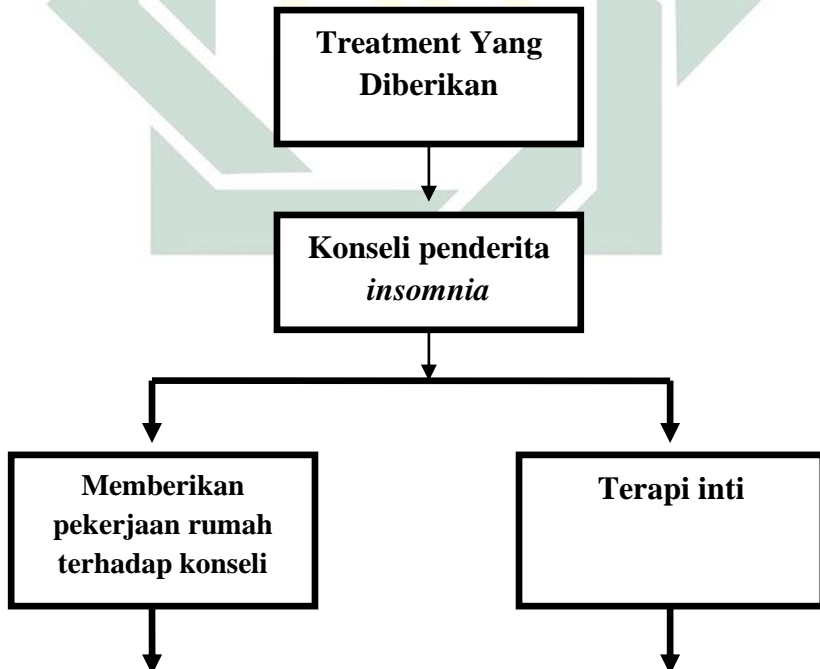 Treatment Yang
Diberikan
Konseli penderita
insomnia
Memberikan
pekerjaan rumah
terhadap konseli
Terapi inti